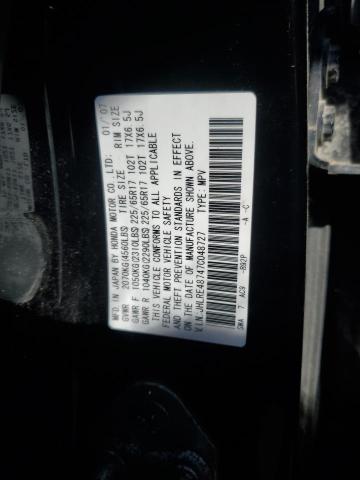 MFD. IN JAPAN BY HONDA MOTOR CO., LTD. 01/'07
GVWR 2070KG(4560LBS) TIRE SIZE RIM SIZE
GAWR F 1050KG(2310LBS) 225/65R17 102T 17X6.5J
GAWR R 1040KG(2290LBS) 225/65R17 102T 17X6.5J
THIS VEHICLE CONFORMS TO ALL APPLICABLE
FEDERAL MOTOR VEHICLE SAFETY
AND THEFT PREVENTION STANDARDS IN EFFECT
ON THE DATE OF MANUFACTURE SHOWN ABOVE.
V.I.N. JHLRE48747C048727 TYPE: MPV
-B92P
SWA 7 AC9 -A -C